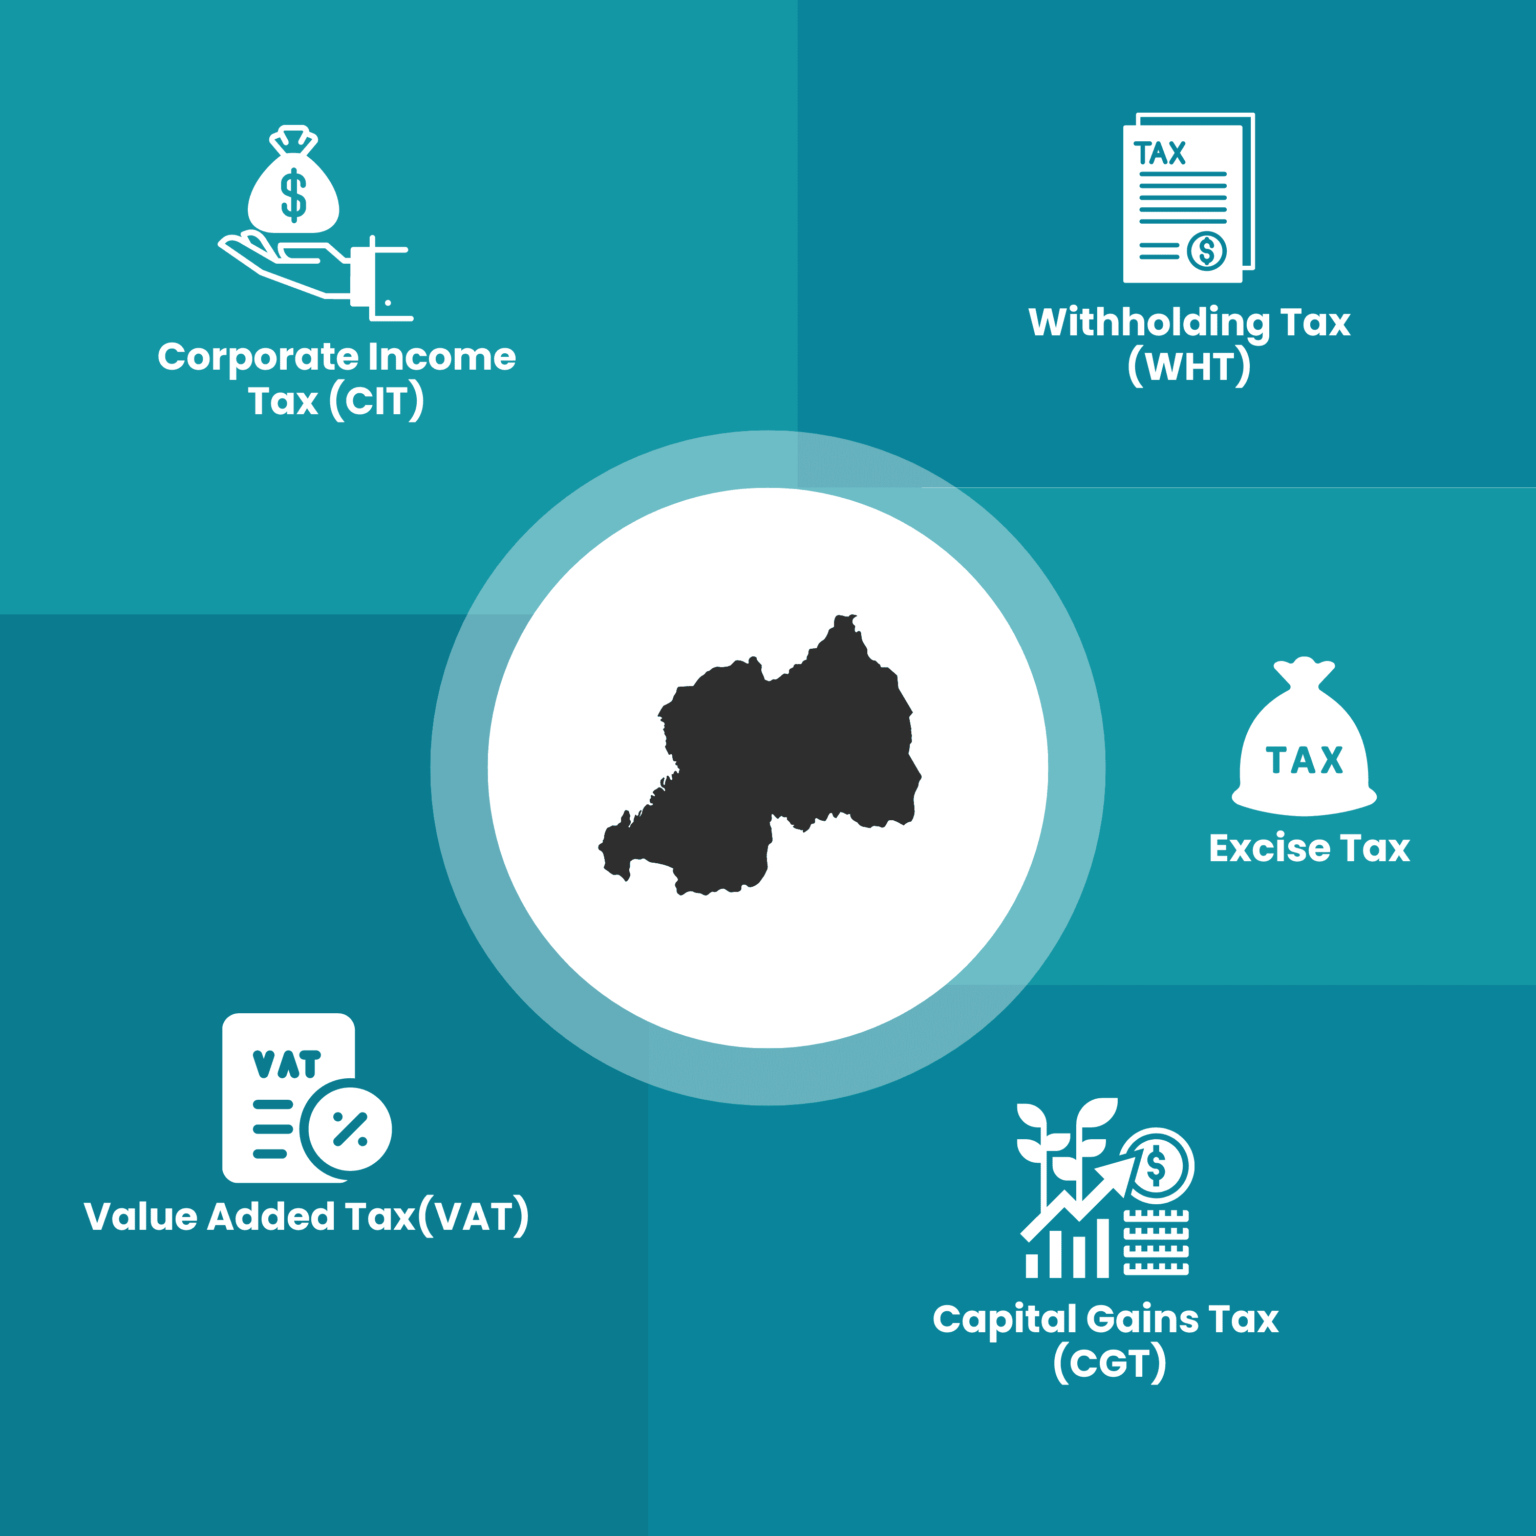 Corporate Income
Tax (CIT)
TAX
Withholding Tax
(WHT)
TAX
Excise Tax
VAT
Value Added Tax(VAT)
Capital Gains Tax
(CGT)